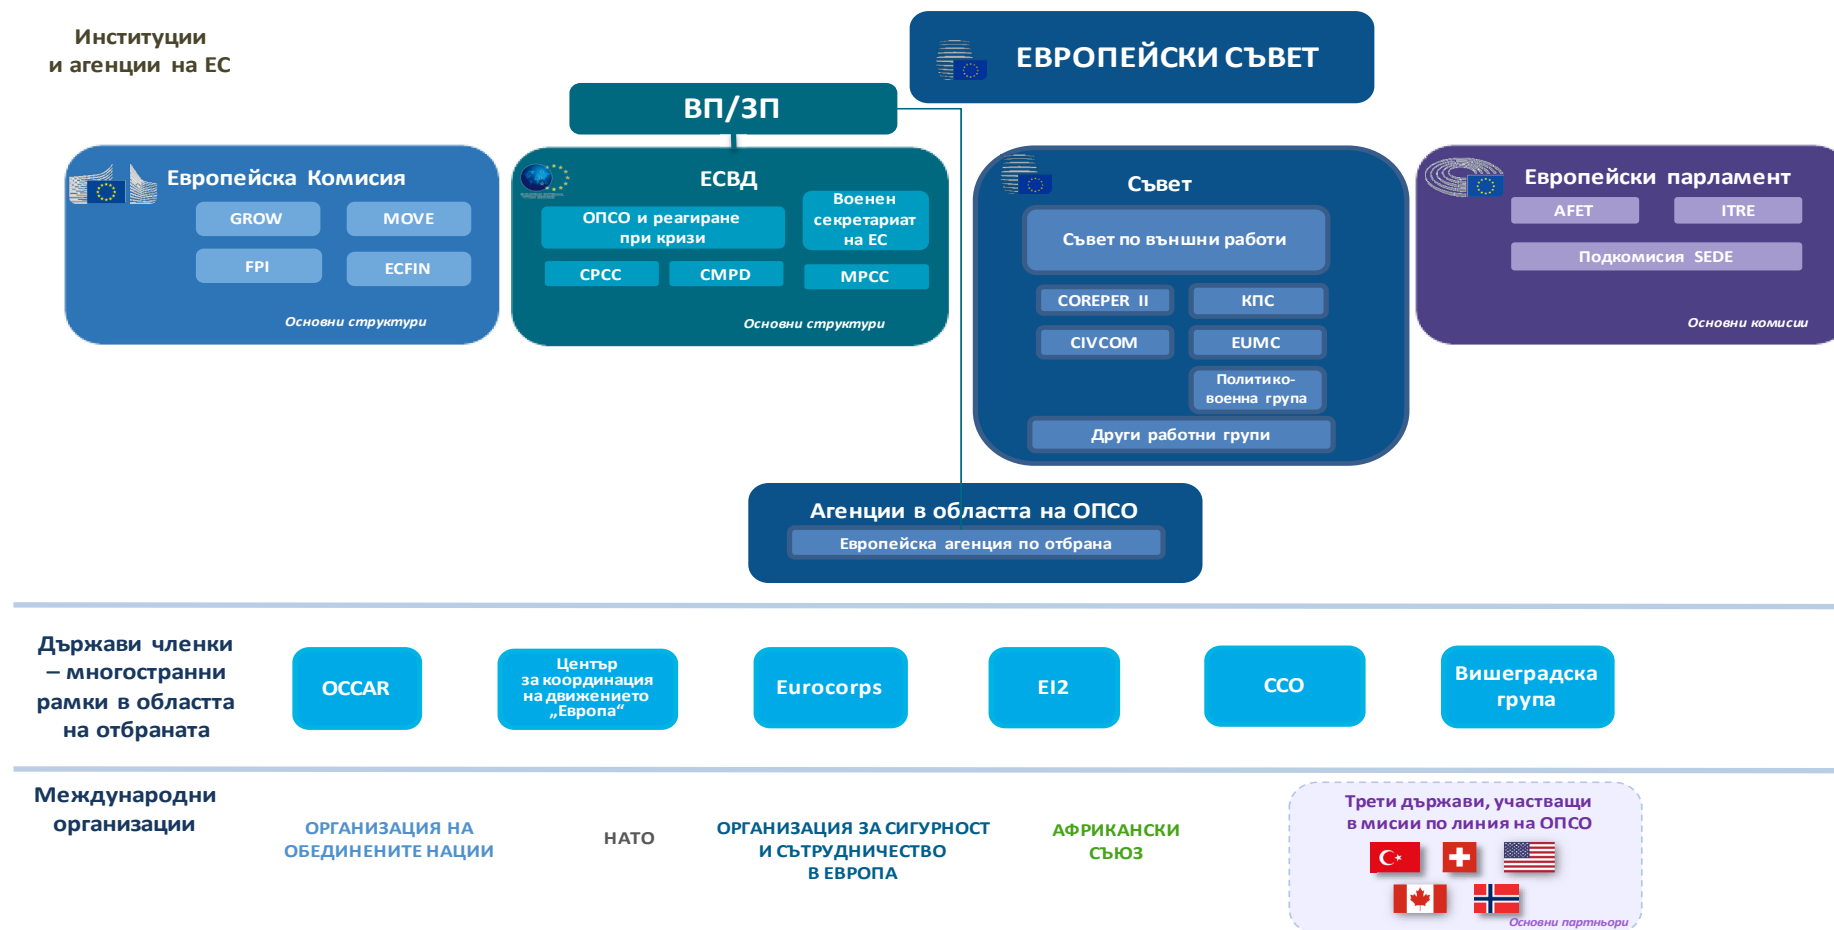 Институции
и агенции на ЕС
ЕВРОПЕЙСКИ СЪВЕТ
ВП/ЗП
Европейска Комисия
GROW
MOVE
FPI
ECFIN
Основни структури
ЕСВД
ОПСО и реагиране
при кризи
Военен
секретариат
на ЕС
CPCC
CMPD
MPCC
Основни структури
Съвет
Съвет по външни работи
COREPER II
КПС
CIVCOM
EUMC
Политико-
военна група
Други работни групи
Европейски парламент
AFET
ITRE
Подкомисия SEDE
Основни комисии
Агенции в областта на ОПСО
Европейска агенция по отбрана
Държави членки
– многостранни
рамки в областта
на отбраната
OCCAR
Център
за координация
на движението
„Европа“
Eurocorps
EI2
ССО
Вишеградска
група
Международни
организации
ОРГАНИЗАЦИЯ НА
ОБЕДИНЕНИТЕ НАЦИИ
НАТО
ОРГАНИЗАЦИЯ ЗА СИГУРНОСТ
И СЪТРУДНИЧЕСТВО
В ЕВРОПА
АФРИКАНСКИ
СЪЮЗ
Трети държави, участващи
в мисии по линия на ОПСО
Основни партньори